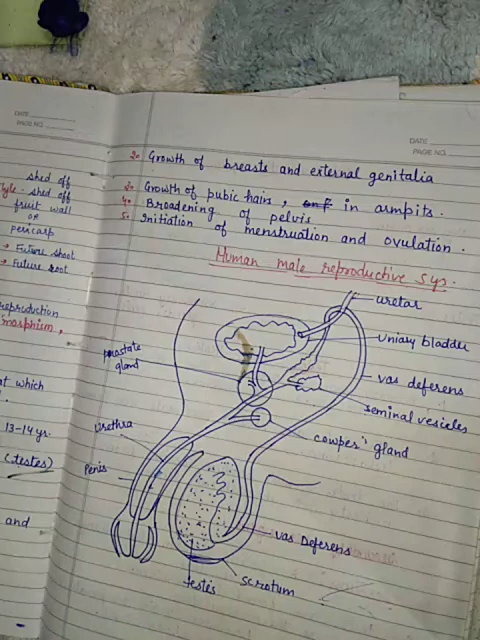 DATE
PAGE NO.
shed off
style - shed off
fruit wall
or
pericarp
→ Future shoot
→ Future root
reproduction
morphism,
at which
13-14 yr.
(testes)
and
DATE
PAGE NO.
2. Growth of breasts and external genitalia
3. Growth of pubic hairs, in armpits.
4. Broadening of pelvis
5. Initiation of menstruation and ovulation.
Human male reproductive sys.
uretar
Uniary bladder
prostate
gland
vas deferens
seminal vesicles
Urethra
cowper's gland
Penis
vas Deferens
testis
scrotum